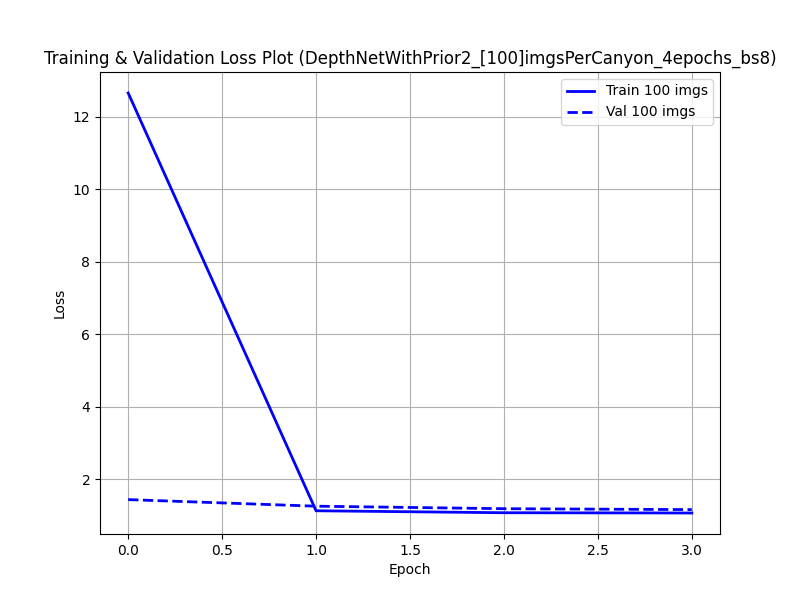 Training & Validation Loss Plot (DepthNetWithPrior2_[100]imgsPerCanyon_4epochs_bs8)
Train 100 imgs
Val 100 imgs
12
10
8
6
4
2
Loss
0.0 0.5 1.0 1.5 2.0 2.5 3.0
Epoch